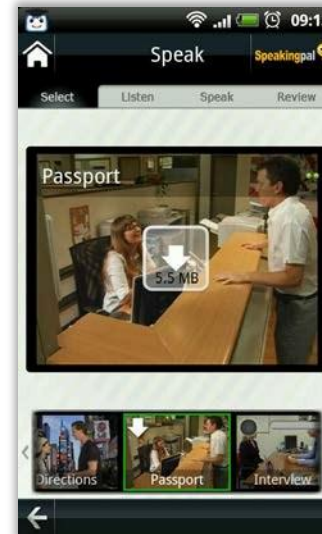 09:1
Speak
Speakingpal
Select Listen Speak Review
Passport
5.5 MB
Directions Passport Interview